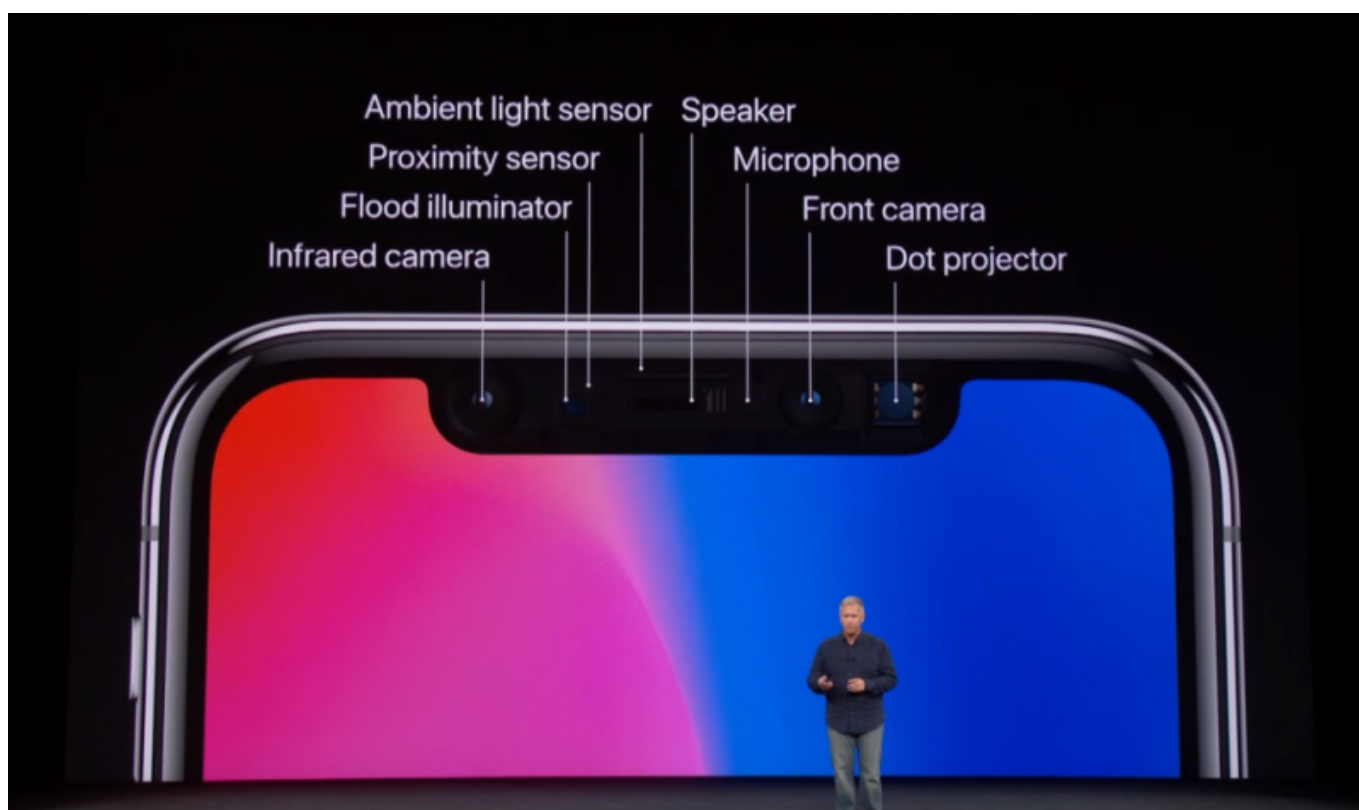 Ambient light sensor
Speaker
Proximity sensor
Microphone
Flood illuminator
Front camera
Infrared camera
Dot projector